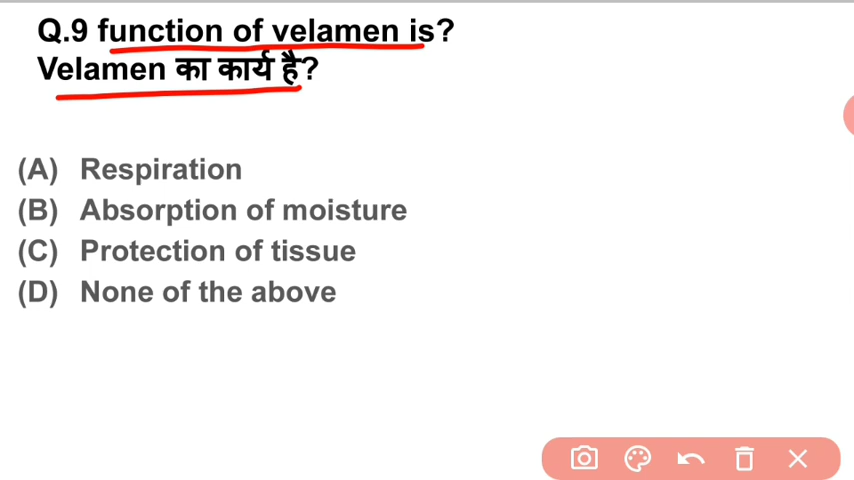 Q.9 function of velamen is?
Velamen का कार्य है?
(A) Respiration
(B) Absorption of moisture
(C) Protection of tissue
(D) None of the above